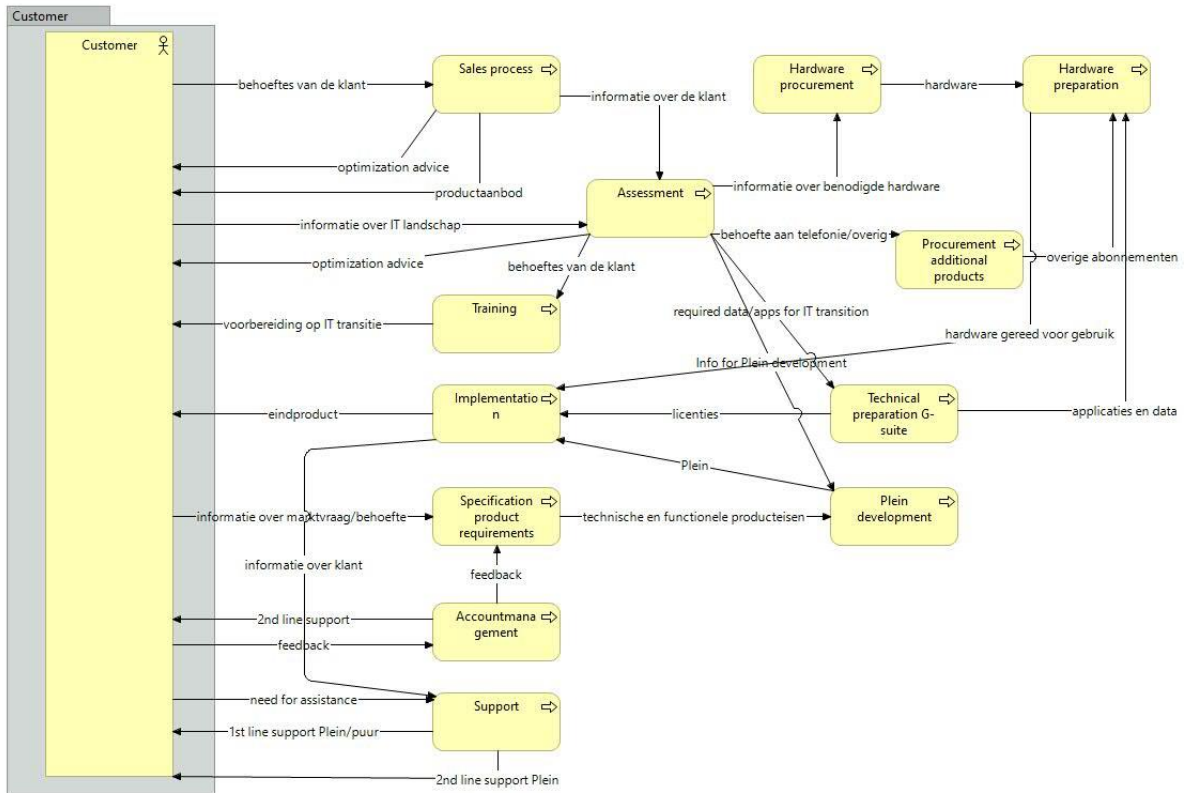 Customer
Customer
Sales process
Hardware
procurement
Hardware
preparation
behoeftes van de klant
hardware
informatie over de klant
optimization advice
productaanbod
Assessment
informatie over benodigde hardware
informatie over IT landschap
behoefte aan telefonie/overig
Procurement
additional
products
overige abonnementen
optimization advice
behoeftes van de klant
Training
required data/apps for IT transition
voorbereiding op IT transitie
hardware gereed voor gebruik
Info for Plein development
Implementatio
n
Technical
preparation G-
suite
eindproduct
licenties
applicaties en data
Plein
Specification
product
requirements
Plein
development
informatie over marktvraag/behoefte
technische en functionele producteisen
informatie over klant
feedback
Accountmana
gement
2nd line support
feedback
need for assistance
Support
1st line support Plein/puur
2nd line support Plein